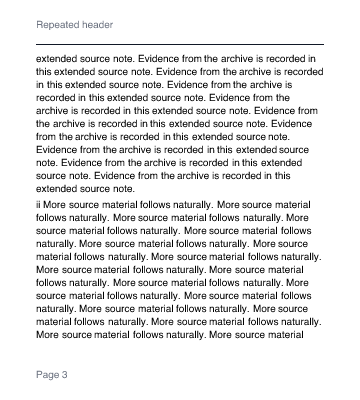 Repeated header
extended source note. Evidence from the archive is recorded in
this extended source note. Evidence from the archive is recorded
in this extended source note. Evidence from the archive is
recorded in this extended source note. Evidence from the
archive is recorded in this extended source note. Evidence from
the archive is recorded in this extended source note. Evidence
from the archive is recorded in this extended source note.
Evidence from the archive is recorded in this extended source
note. Evidence from the archive is recorded in this extended
source note. Evidence from the archive is recorded in this
extended source note.
ii More source material follows naturally. More source material
follows naturally. More source material follows naturally. More
source material follows naturally. More source material follows
naturally. More source material follows naturally. More source
material follows naturally. More source material follows naturally.
More source material follows naturally. More source material
follows naturally. More source material follows naturally. More
source material follows naturally. More source material follows
naturally. More source material follows naturally. More source
material follows naturally. More source material follows naturally.
More source material follows naturally. More source material
Page 3